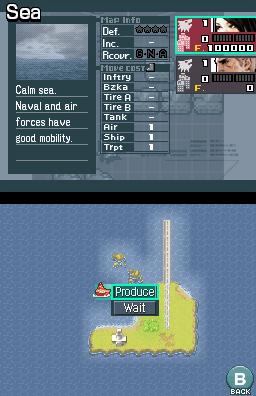 Sea
Map Info
Def.
Inc.
Rcovr. G·N·A
Move cost
Inftry –
Bzka –
Tire A –
Tire B –
Tank –
Air 1
Ship 1
Trpt 1
Calm sea.
Naval and air
forces have
good mobility.
1
0
F. 100000
1
0
F. 0
Produce
Wait
B
BACK